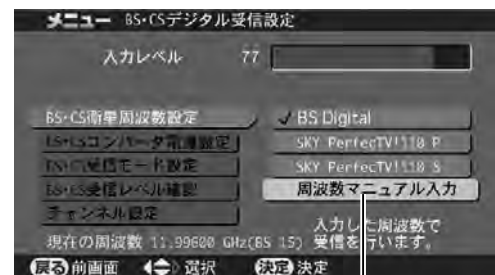 メニュー BS・CSデジタル受信設定
入力レベル 77
BS・CS衛星周波数設定
✓ BS Digital
BS・CSコンバータ電源設定
SKY PerfecTV!110 P
BS・CS受信モード設定
SKY PerfecTV!110 S
BS・CS受信レベル確認
周波数マニュアル入力
チャンネル設定
入力した周波数で
現在の周波数 11.99600 GHz(BS 15) 受信を行います。
戻る 前画面 選択 決定 決定